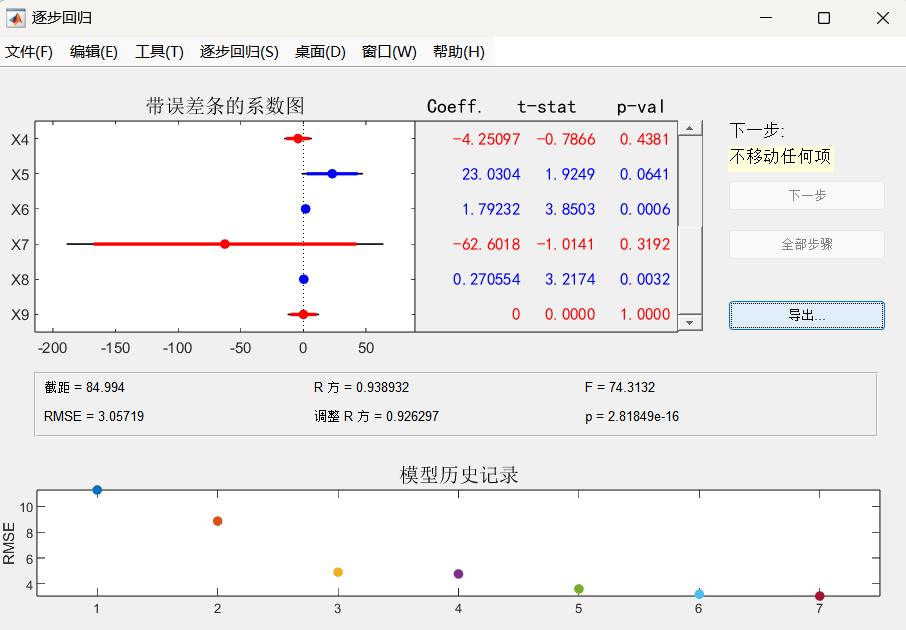 逐步回归
文件(F) 编辑(E) 工具(T) 逐步回归(S) 桌面(D) 窗口(W) 帮助(H)
带误差条的系数图 Coeff. t-stat p-val
X4 -4.25097 -0.7866 0.4381
X5 23.0304 1.9249 0.0641
X6 1.79232 3.8503 0.0006
X7 -62.6018 -1.0141 0.3192
X8 0.270554 3.2174 0.0032
X9 0 0.0000 1.0000
-200 -150 -100 -50 0 50
下一步:
不移动任何项
下一步
全部步骤
导出...
截距 = 84.994 R 方 = 0.938932 F = 74.3132
RMSE = 3.05719 调整 R 方 = 0.926297 p = 2.81849e-16
模型历史记录
RMSE
10
8
6
4
1 2 3 4 5 6 7